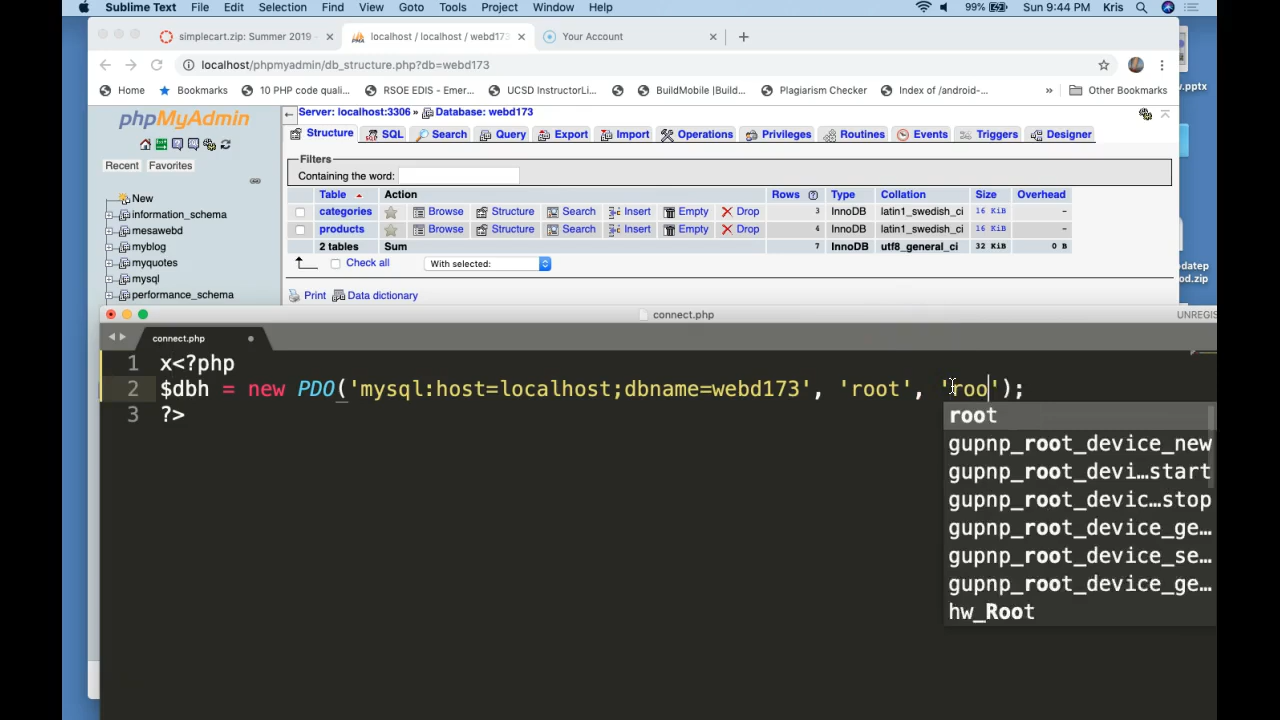 Sublime Text File Edit Selection Find View Goto Tools Project Window Help 99% Sun 9:44 PM Kris
simplecart.zip: Summer 2019 - localhost / localhost / webd173 Your Account
localhost/phpmyadmin/db_structure.php?db=webd173
Home Bookmarks 10 PHP code quali... RSOE EDIS - Emer... UCSD InstructorLi... BuildMobile |Buil... Plagiarism Checker Index of /android-... » Other Bookmarks
phpMyAdmin
Recent Favorites
New
information_schema
mesawebd
myblog
myquotes
mysql
performance_schema
Server: localhost:3306 » Database: webd173
Structure SQL Search Query Export Import Operations Privileges Routines Events Triggers Designer
Filters
Containing the word:
Table Action Rows Type Collation Size Overhead
categories Browse Structure Search Insert Empty Drop 3 InnoDB latin1_swedish_ci 16 KiB -
products Browse Structure Search Insert Empty Drop 4 InnoDB latin1_swedish_ci 16 KiB -
2 tables Sum 7 InnoDB utf8_general_ci 32 KiB 0 B
Check all With selected:
Print Data dictionary
connect.php UNREGIS
connect.php
1 x<?php
2 $dbh = new PDO('mysql:host=localhost;dbname=webd173', 'root', 'roo');
3 ?>
root
gupnp_root_device_new
gupnp_root_devi…start
gupnp_root_devic…stop
gupnp_root_device_ge…
gupnp_root_device_se…
gupnp_root_device_ge…
hw_Root